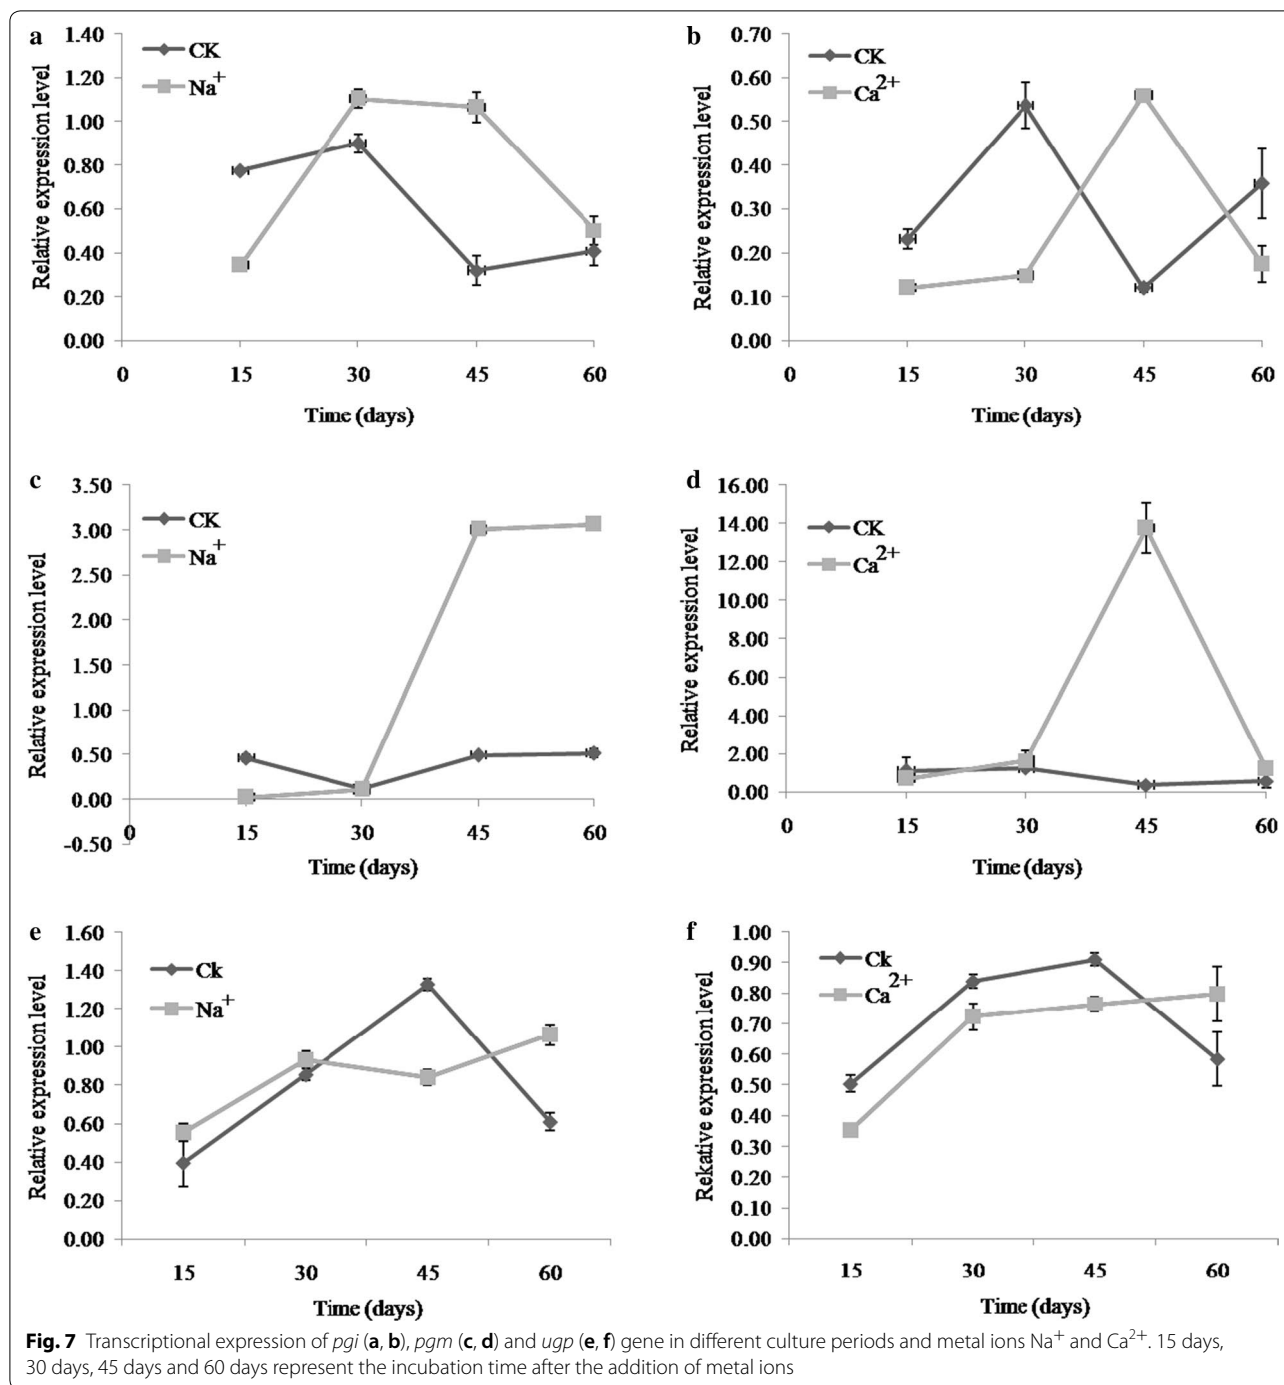 a
1.40
1.20
1.00
0.80
0.60
0.40
0.20
0.00
CK
Na+
Relative expression level
0 15 30 45 60
Time (days)
b
0.70
0.60
0.50
0.40
0.30
0.20
0.10
0.00
CK
Ca2+
Relative expression level
0 15 30 45 60
Time (days)
c
3.50
3.00
2.50
2.00
1.50
1.00
0.50
0.00
-0.50
CK
Na+
Relative expression level
0 15 30 45 60
Time (days)
d
16.00
14.00
12.00
10.00
8.00
6.00
4.00
2.00
0.00
CK
Ca2+
Relative expression level
0 15 30 45 60
Time (days)
e
1.60
1.40
1.20
1.00
0.80
0.60
0.40
0.20
0.00
Ck
Na+
Relative expression level
15 30 45 60
Time (days)
f
1.00
0.90
0.80
0.70
0.60
0.50
0.40
0.30
0.20
0.10
0.00
Ck
Ca2+
Rekative expression level
15 30 45 60
Time (days)
Fig. 7 Transcriptional expression of pgi (a, b), pgm (c, d) and ugp (e, f) gene in different culture periods and metal ions Na+ and Ca2+. 15 days,
30 days, 45 days and 60 days represent the incubation time after the addition of metal ions